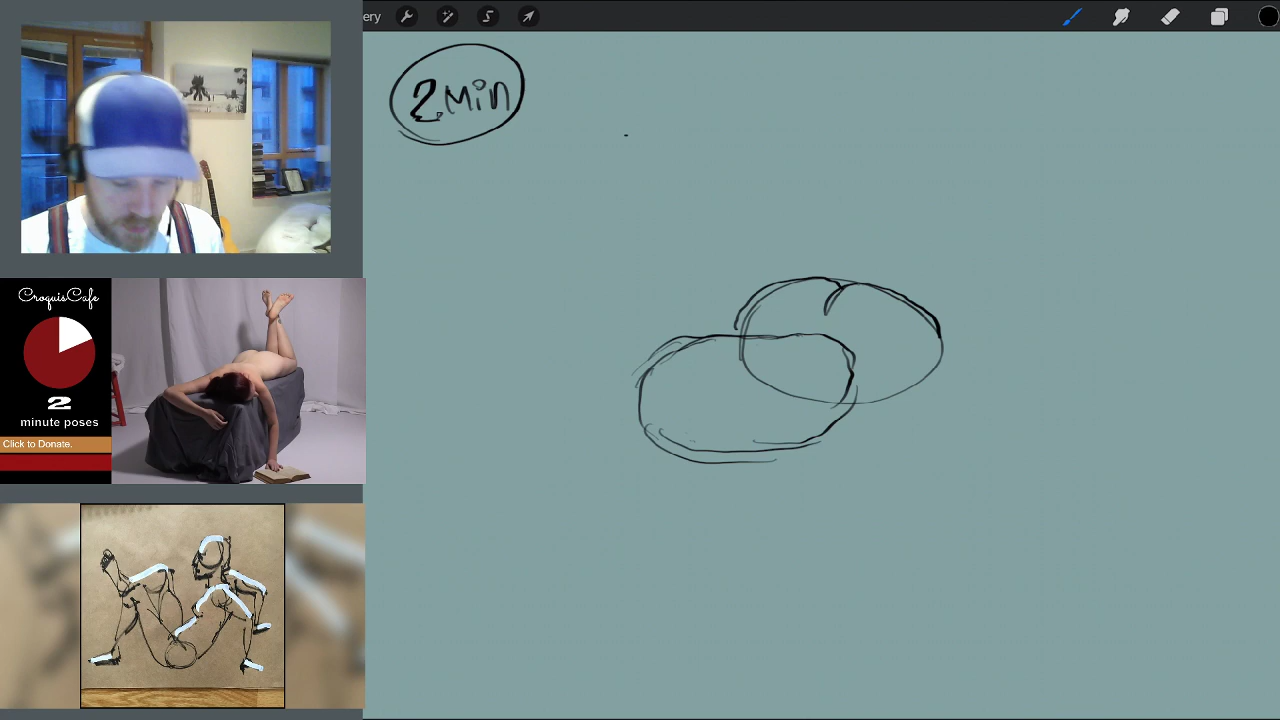 ery
2 Min
CroquisCafe
2
minute poses
Click to Donate.